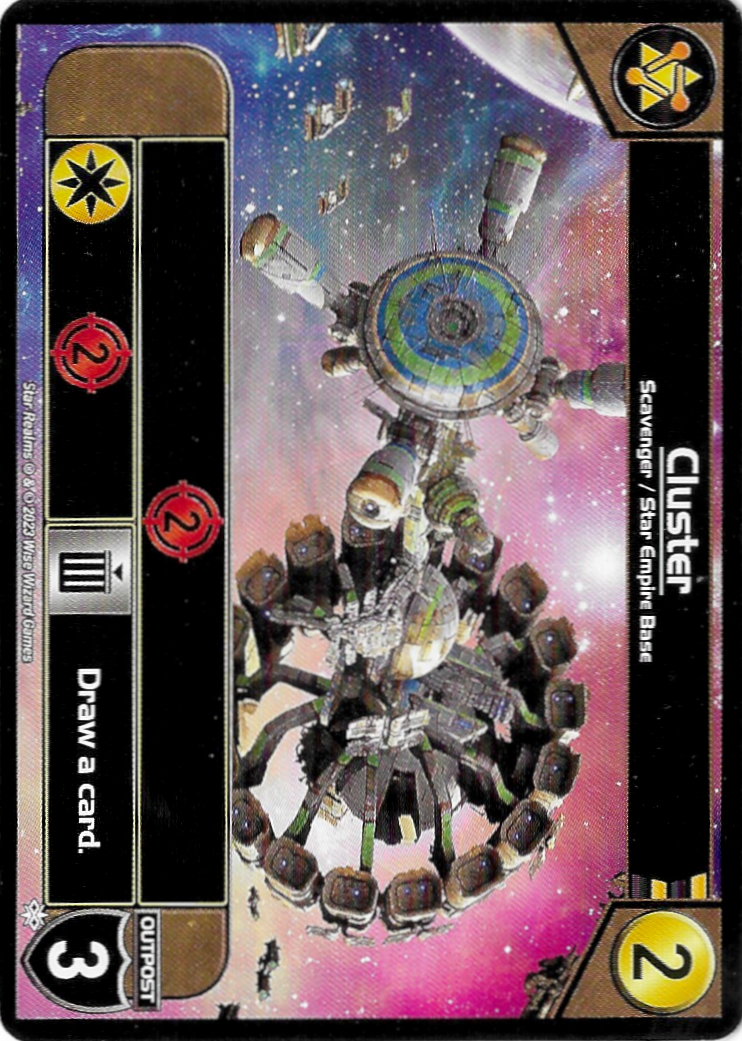 Cluster
Scavenger / Star Empire Base
2
2
2
Draw a card.
OUTPOST
3
Star Realms ® & © 2023 Wise Wizard Games